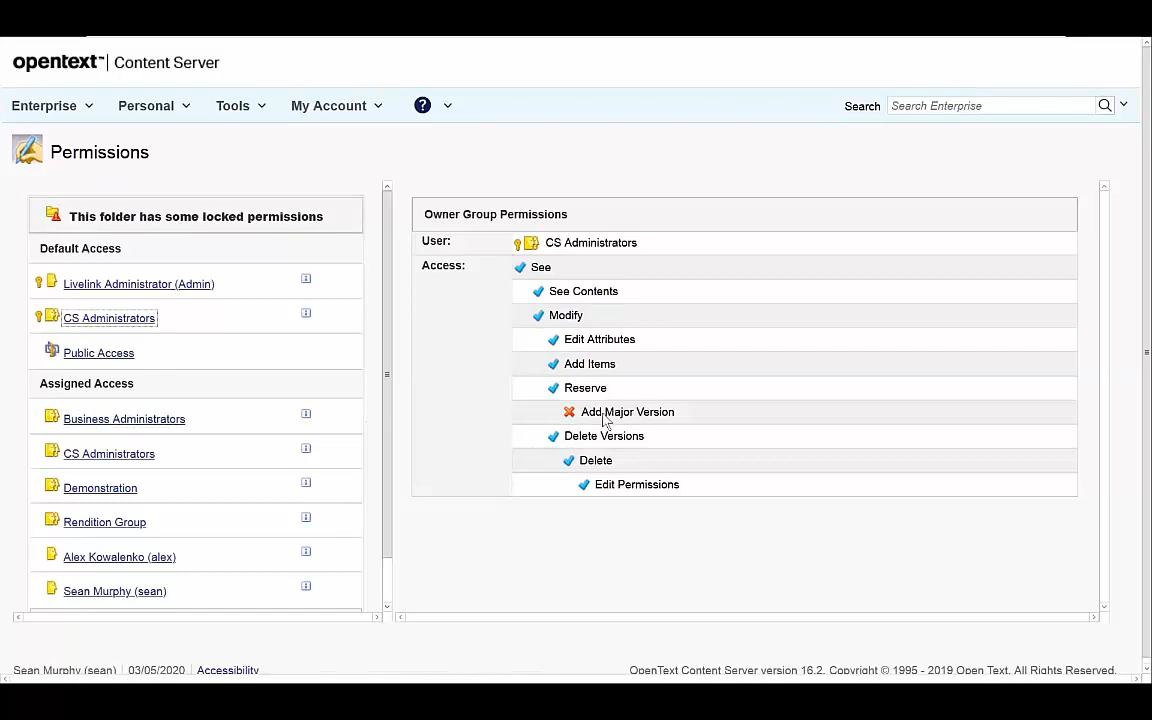 opentext™ | Content Server
Enterprise Personal Tools My Account ? Search Search Enterprise
Permissions
This folder has some locked permissions
Default Access
Livelink Administrator (Admin)
CS Administrators
Public Access
Assigned Access
Business Administrators
CS Administrators
Demonstration
Rendition Group
Alex Kowalenko (alex)
Sean Murphy (sean)
Owner Group Permissions
User: CS Administrators
Access: See
See Contents
Modify
Edit Attributes
Add Items
Reserve
Add Major Version
Delete Versions
Delete
Edit Permissions
Sean Murphy (sean) | 03/05/2020 | Accessibility
OpenText Content Server version 16.2. Copyright © 1995 - 2019 Open Text. All Rights Reserved.